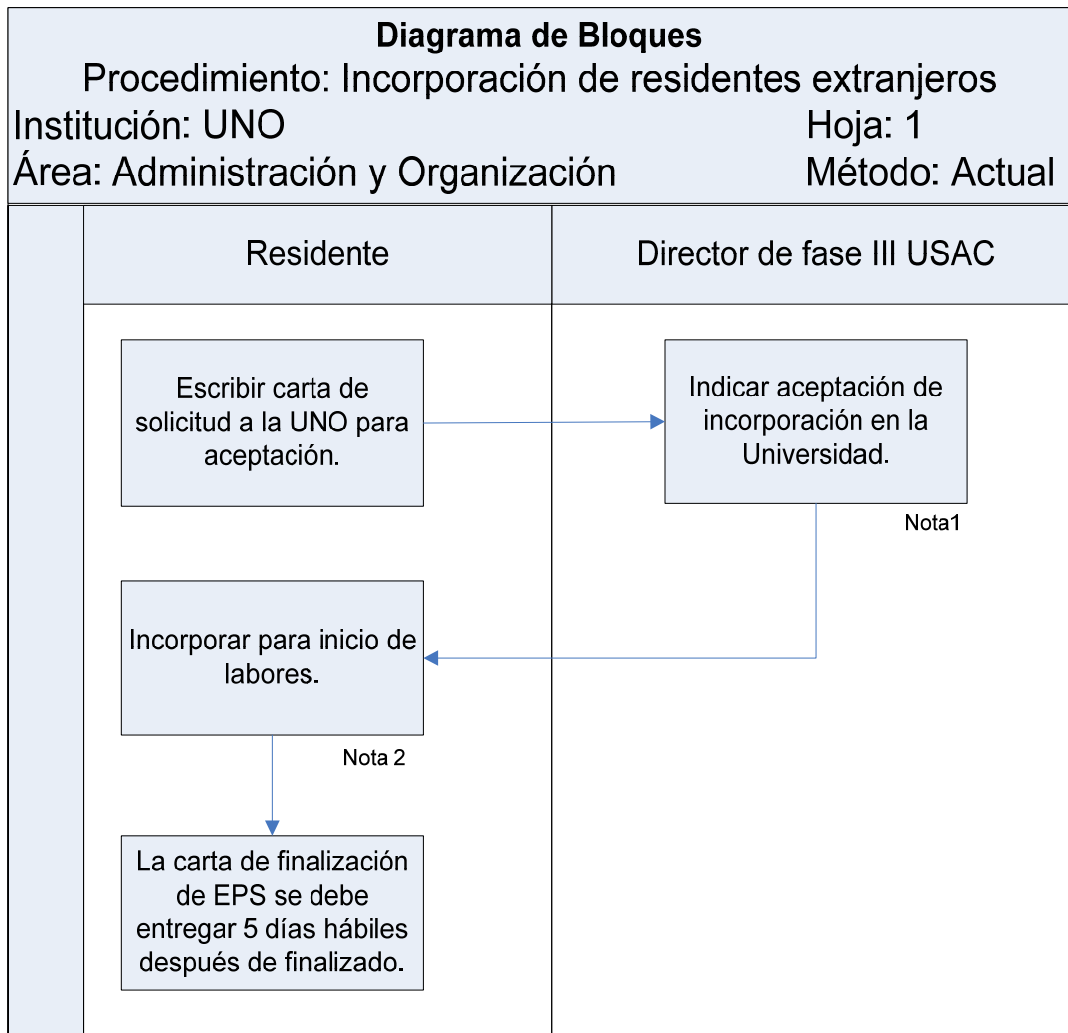 Diagrama de Bloques
Procedimiento: Incorporación de residentes extranjeros
Institución: UNO
Hoja: 1
Área: Administración y Organización
Método: Actual
Residente
Director de fase III USAC
Escribir carta de
solicitud a la UNO para
aceptación.
Indicar aceptación de
incorporación en la
Universidad.
Nota1
Incorporar para inicio de
labores.
Nota 2
La carta de finalización
de EPS se debe
entregar 5 días hábiles
después de finalizado.